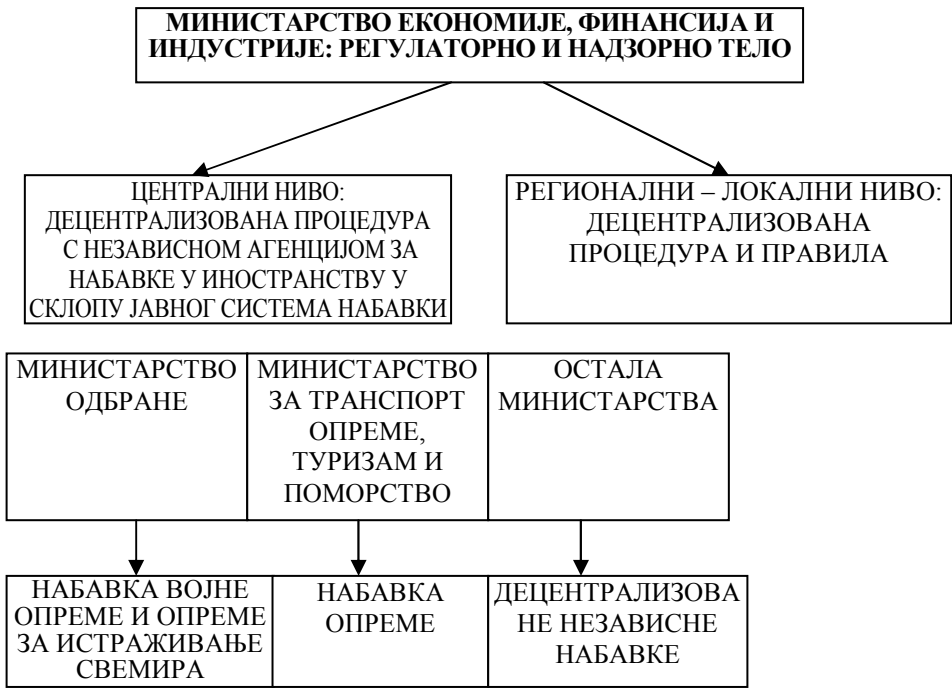 МИНИСТАРСТВО ЕКОНОМИЈЕ, ФИНАНСИЈА И
ИНДУСТРИЈЕ: РЕГУЛАТОРНО И НАДЗОРНО ТЕЛО
ЦЕНТРАЛНИ НИВО:
ДЕЦЕНТРАЛИЗОВАНА ПРОЦЕДУРА
С НЕЗАВИСНОМ АГЕНЦИЈОМ ЗА
НАБАВКЕ У ИНОСТРАНСТВУ У
СКЛОПУ ЈАВНОГ СИСТЕМА НАБАВКИ
РЕГИОНАЛНИ – ЛОКАЛНИ НИВО:
ДЕЦЕНТРАЛИЗОВАНА
ПРОЦЕДУРА И ПРАВИЛА
МИНИСТАРСТВО
ОДБРАНЕ
МИНИСТАРСТВО
ЗА ТРАНСПОРТ
ОПРЕМЕ,
ТУРИЗАМ И
ПОМОРСТВО
ОСТАЛА
МИНИСТАРСТВА
НАБАВКА ВОЈНЕ
ОПРЕМЕ И ОПРЕМЕ
ЗА ИСТРАЖИВАЊЕ
СВЕМИРА
НАБАВКА
ОПРЕМЕ
ДЕЦЕНТРАЛИЗОВА
НЕ НЕЗАВИСНЕ
НАБАВКЕ